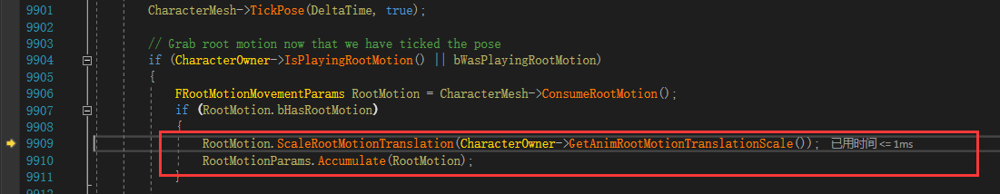 9901 CharacterMesh->TickPose(DeltaTime, true);
9902
9903 // Grab root motion now that we have ticked the pose
9904 if (CharacterOwner->IsPlayingRootMotion() || bWasPlayingRootMotion)
9905 {
9906 FRootMotionMovementParams RootMotion = CharacterMesh->ConsumeRootMotion();
9907 if (RootMotion.bHasRootMotion)
9908 {
9909 RootMotion.ScaleRootMotionTranslation(CharacterOwner->GetAnimRootMotionTranslationScale()); 已用时间 <= 1ms
9910 RootMotionParams.Accumulate(RootMotion);
9911 }
9912